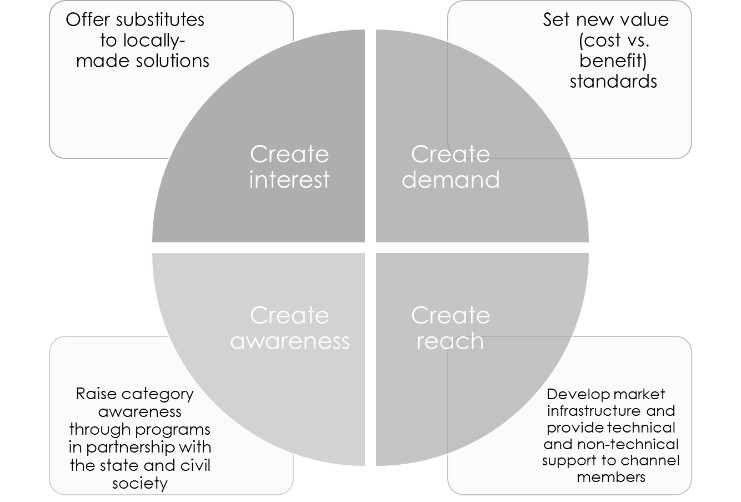 Offer substitutes
to locally-
made solutions
Set new value
(cost vs.
benefit)
standards
Create
interest
Create
demand
Create
awareness
Create
reach
Raise category
awareness
through programs
in partnership with
the state and civil
society
Develop market
infrastructure and
provide technical
and non-technical
support to channel
members